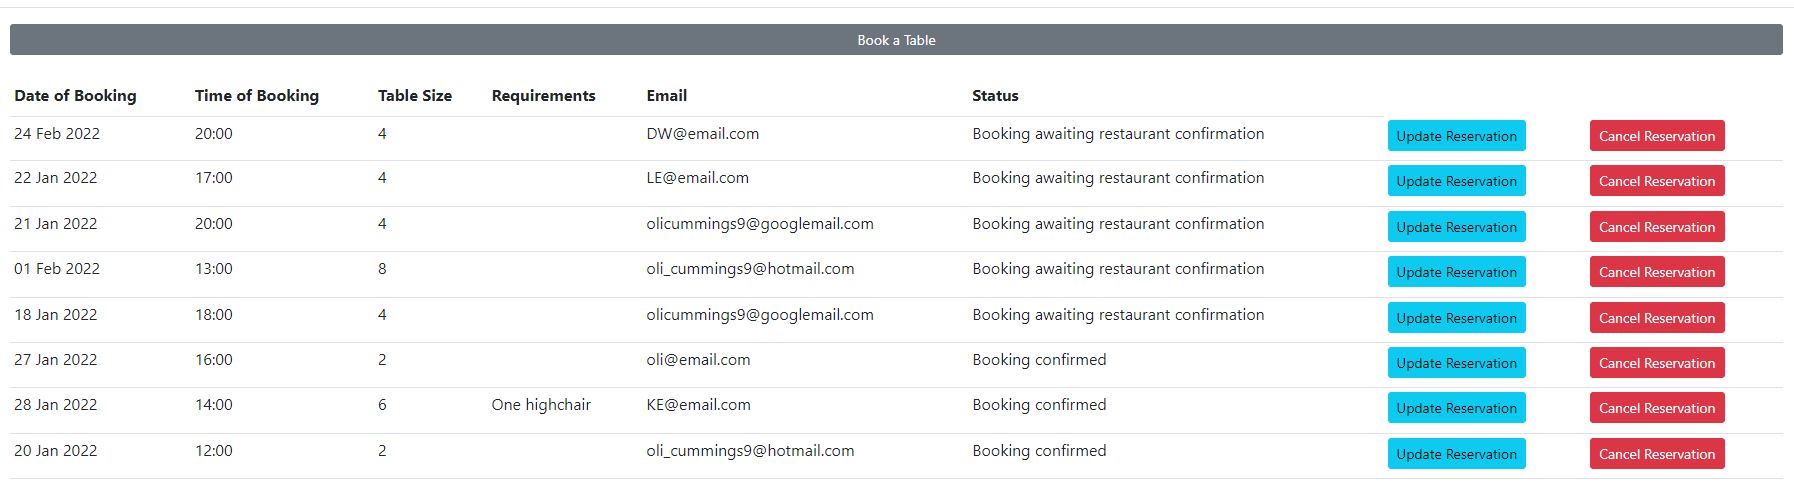 Book a Table
Date of Booking Time of Booking Table Size Requirements Email Status
24 Feb 2022 20:00 4 DW@email.com Booking awaiting restaurant confirmation Update Reservation Cancel Reservation
22 Jan 2022 17:00 4 LE@email.com Booking awaiting restaurant confirmation Update Reservation Cancel Reservation
21 Jan 2022 20:00 4 olicummings9@googlemail.com Booking awaiting restaurant confirmation Update Reservation Cancel Reservation
01 Feb 2022 13:00 8 oli_cummings9@hotmail.com Booking awaiting restaurant confirmation Update Reservation Cancel Reservation
18 Jan 2022 18:00 4 olicummings9@googlemail.com Booking awaiting restaurant confirmation Update Reservation Cancel Reservation
27 Jan 2022 16:00 2 oli@email.com Booking confirmed Update Reservation Cancel Reservation
28 Jan 2022 14:00 6 One highchair KE@email.com Booking confirmed Update Reservation Cancel Reservation
20 Jan 2022 12:00 2 oli_cummings9@hotmail.com Booking confirmed Update Reservation Cancel Reservation